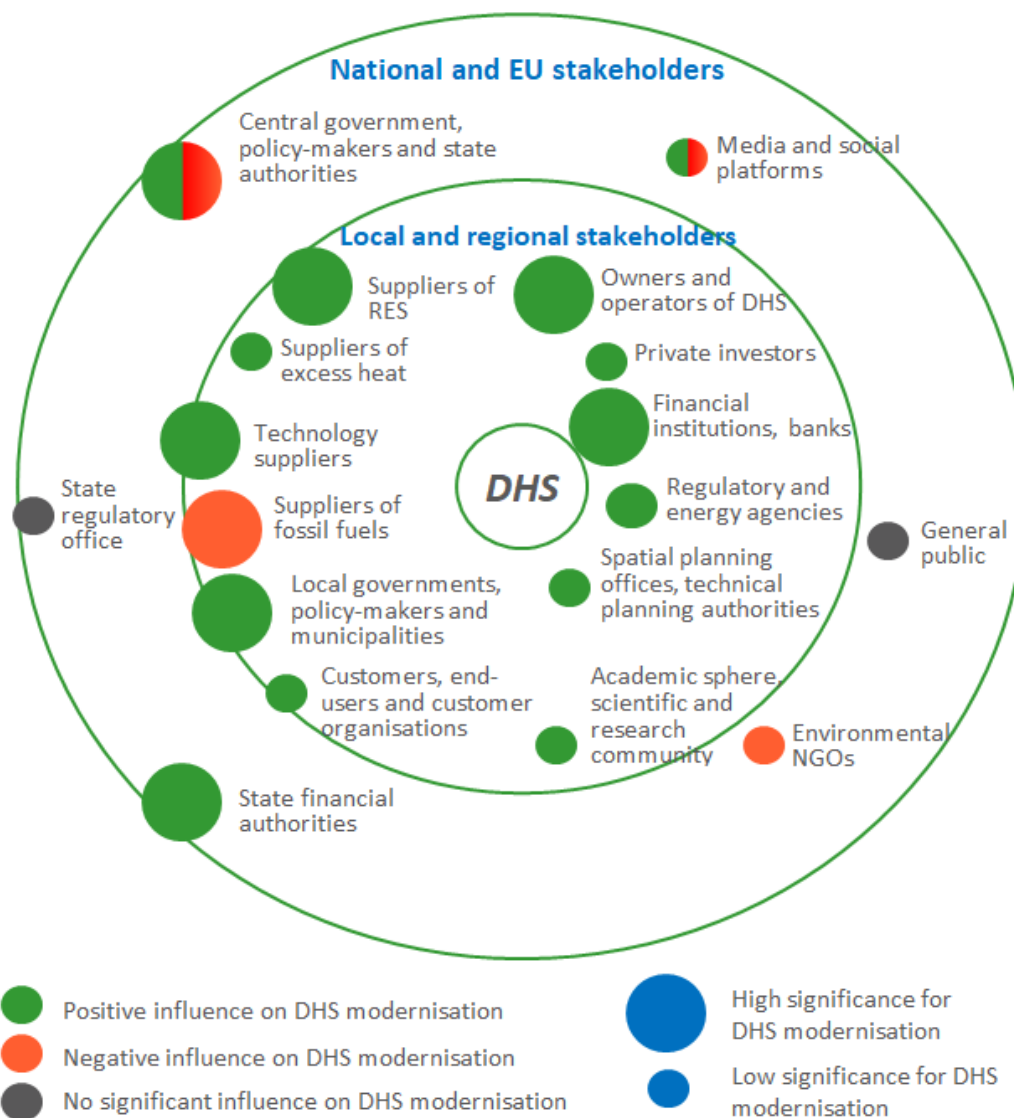 National and EU stakeholders
Central government,
policy-makers and state
authorities
Media and social
platforms
Local and regional stakeholders
Suppliers of
RES
Owners and
operators of DHS
Suppliers of
excess heat
Private investors
Financial
institutions, banks
Technology
suppliers
DHS
State
regulatory
office
Suppliers of
fossil fuels
Regulatory and
energy agencies
General
public
Spatial planning
offices, technical
planning authorities
Local governments,
policy-makers and
municipalities
Customers, end-
users and customer
organisations
Academic sphere,
scientific and
research
community
Environmental
NGOs
State financial
authorities
Positive influence on DHS modernisation
Negative influence on DHS modernisation
No significant influence on DHS modernisation
High significance for
DHS modernisation
Low significance for DHS
modernisation